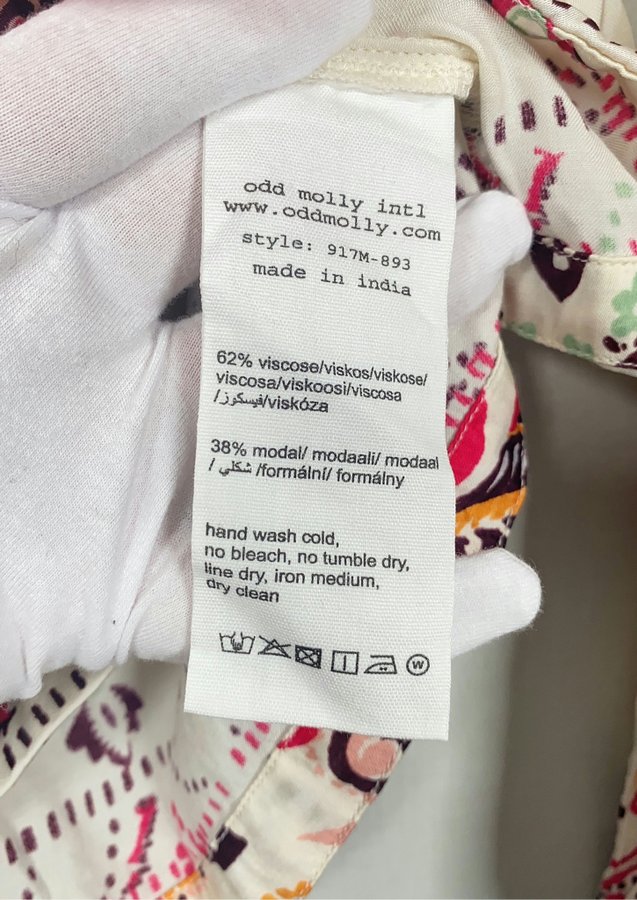 odd molly intl
www.oddmolly.com
style: 917M-893
made in india
62% viscose/viskos/viskose/
viscosa/viskoosi/viscosa
/فيسكوز/viskóza
38% modal/ modaali/ modaal
/ شكلي /formální/ formálny
hand wash cold,
no bleach, no tumble dry,
line dry, iron medium,
dry clean
W